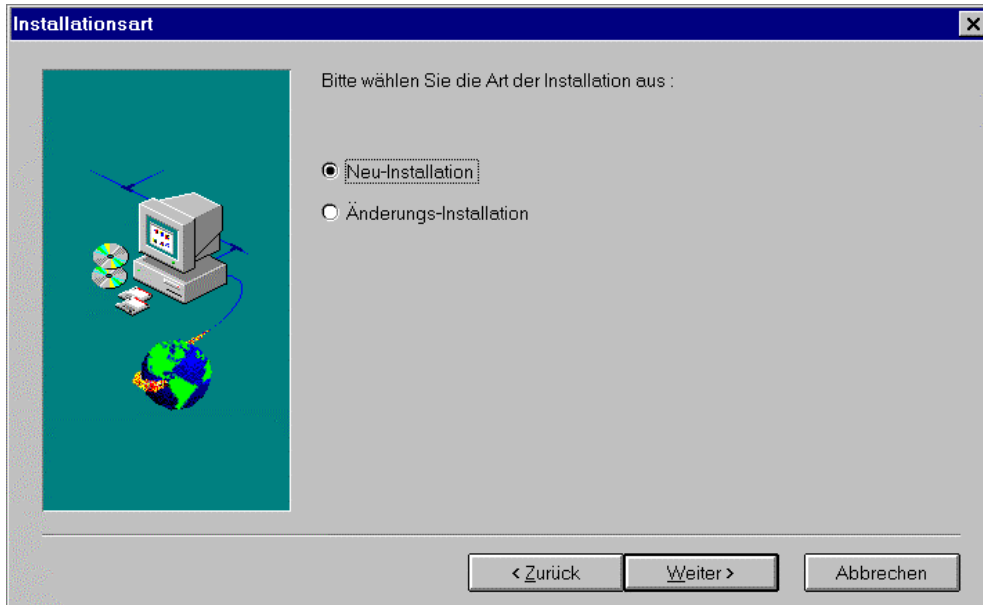 Installationsart
Bitte wählen Sie die Art der Installation aus :
Neu-Installation
Änderungs-Installation
< Zurück
Weiter >
Abbrechen